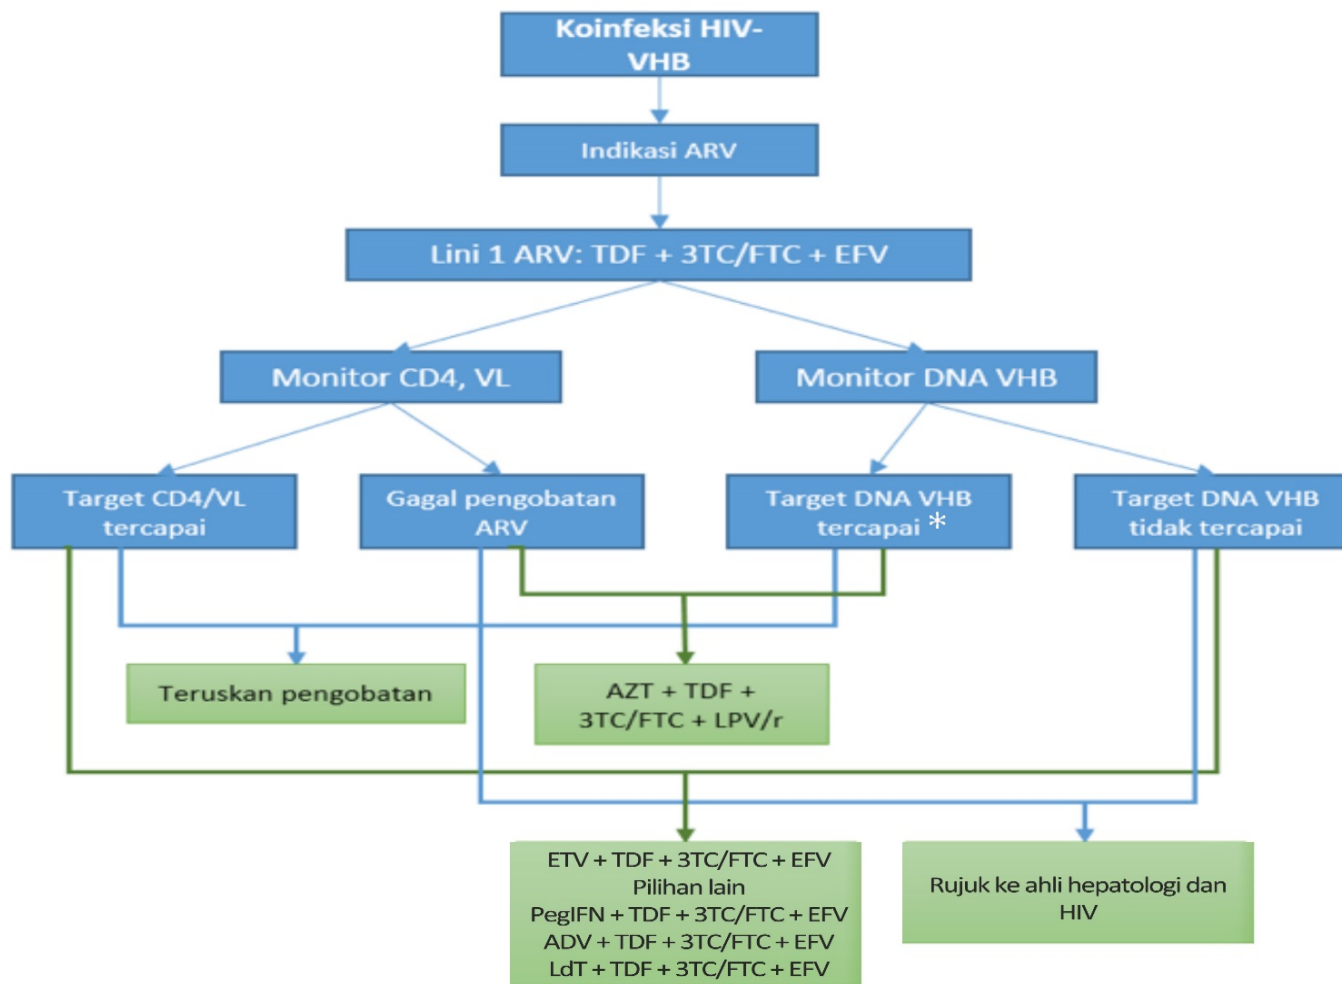 Koinfeksi HIV-
VHB
Indikasi ARV
Lini 1 ARV: TDF + 3TC/FTC + EFV
Monitor CD4, VL
Monitor DNA VHB
Target CD4/VL
tercapai
Gagal pengobatan
ARV
Target DNA VHB
tercapai *
Target DNA VHB
tidak tercapai
Teruskan pengobatan
AZT + TDF +
3TC/FTC + LPV/r
ETV + TDF + 3TC/FTC + EFV
Pilihan lain
PegIFN + TDF + 3TC/FTC + EFV
ADV + TDF + 3TC/FTC + EFV
LdT + TDF + 3TC/FTC + EFV
Rujuk ke ahli hepatologi dan
HIV